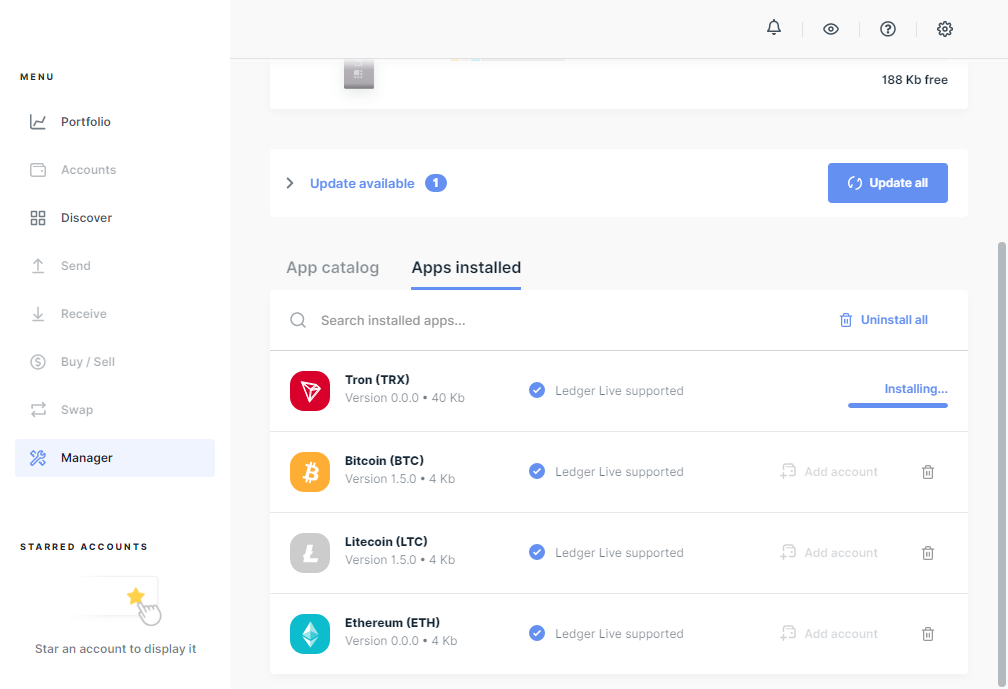 MENU
Portfolio
Accounts
Discover
Send
Receive
Buy / Sell
Swap
Manager
STARRED ACCOUNTS
Star an account to display it
188 Kb free
Update available 1
Update all
App catalog Apps installed
Search installed apps...
Uninstall all
Tron (TRX)
Version 0.0.0 • 40 Kb
Ledger Live supported
Installing...
Bitcoin (BTC)
Version 1.5.0 • 4 Kb
Ledger Live supported
Add account
Litecoin (LTC)
Version 1.5.0 • 4 Kb
Ledger Live supported
Add account
Ethereum (ETH)
Version 0.0.0 • 4 Kb
Ledger Live supported
Add account